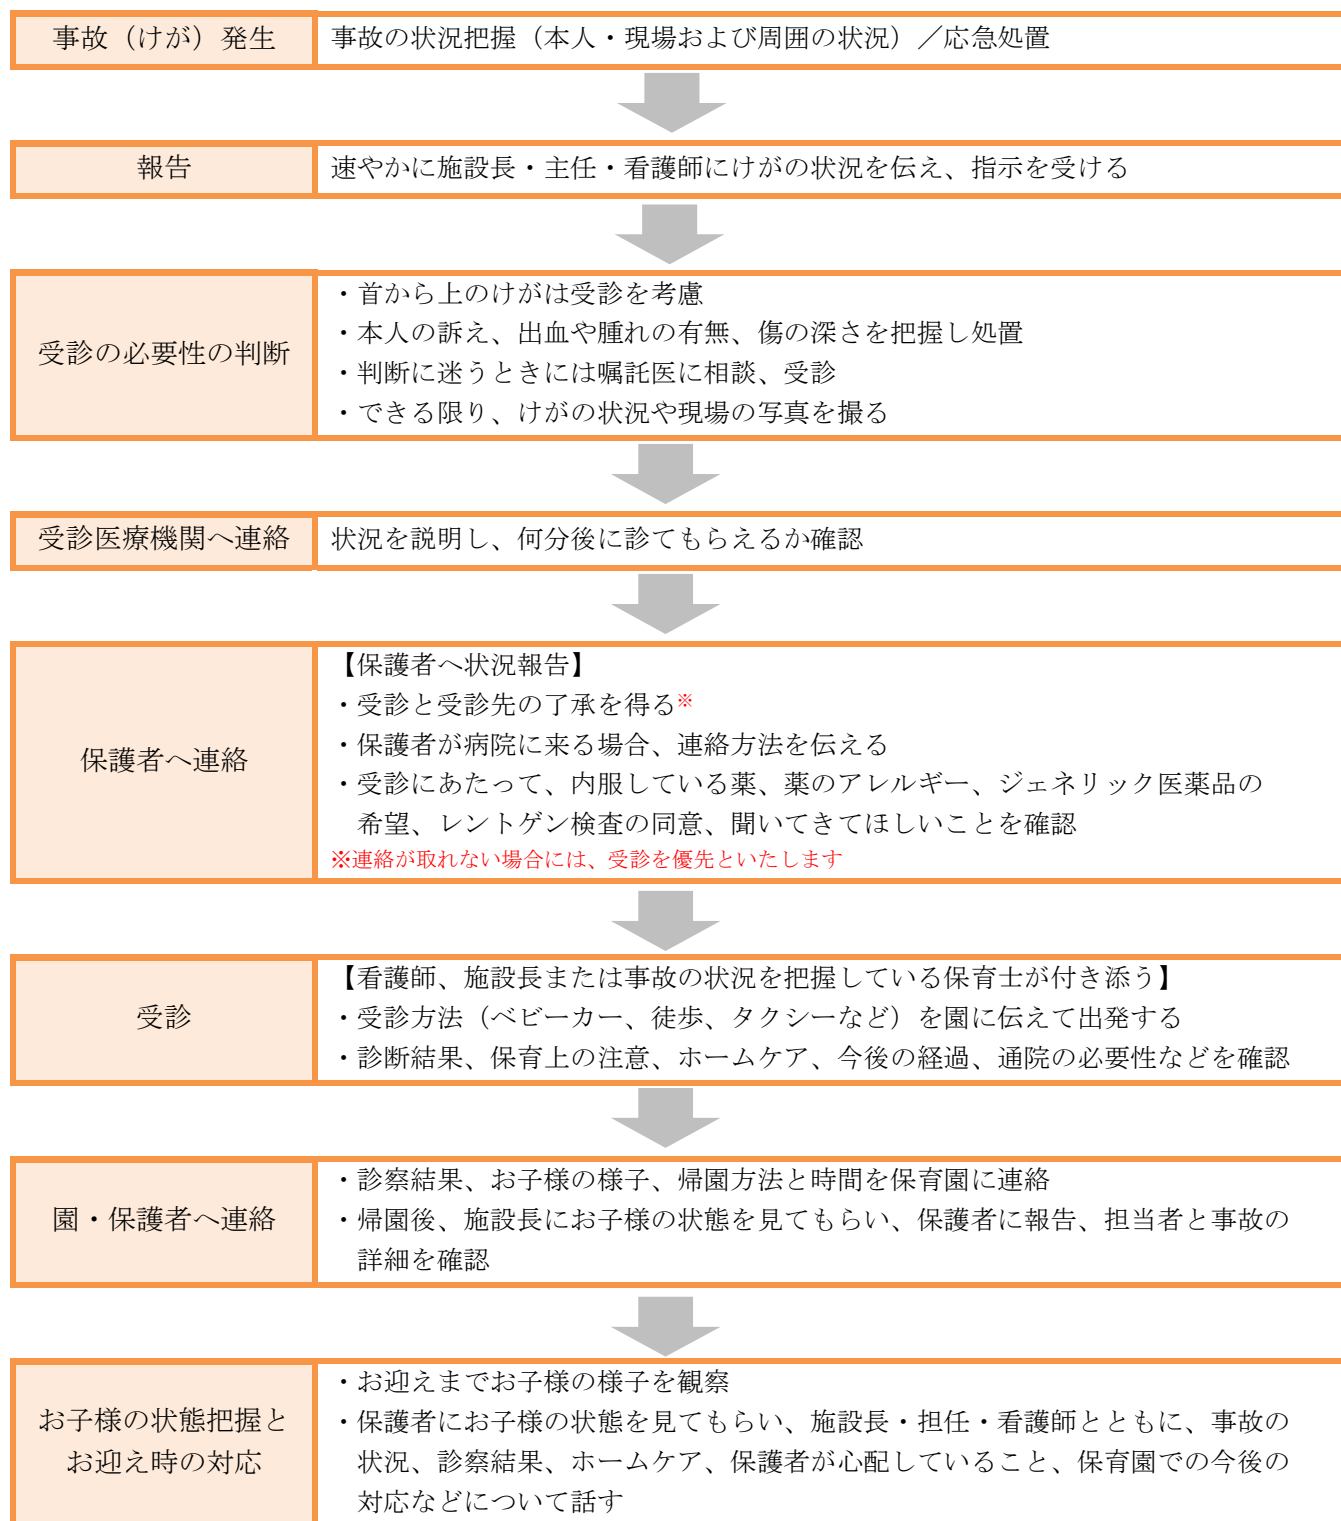 事故（けが）発生
事故の状況把握（本人・現場および周囲の状況）／応急処置
報告
速やかに施設長・主任・看護師にけがの状況を伝え、指示を受ける
受診の必要性の判断
・首から上のけがは受診を考慮
・本人の訴え、出血や腫れの有無、傷の深さを把握し処置
・判断に迷うときには嘱託医に相談、受診
・できる限り、けがの状況や現場の写真を撮る
受診医療機関へ連絡
状況を説明し、何分後に診てもらえるか確認
保護者へ連絡
【保護者へ状況報告】
・受診と受診先の了承を得る※
・保護者が病院に来る場合、連絡方法を伝える
・受診にあたって、内服している薬、薬のアレルギー、ジェネリック医薬品の
希望、レントゲン検査の同意、聞いてきてほしいことを確認
※連絡が取れない場合には、受診を優先といたします
受診
【看護師、施設長または事故の状況を把握している保育士が付き添う】
・受診方法（ベビーカー、徒歩、タクシーなど）を園に伝えて出発する
・診断結果、保育上の注意、ホームケア、今後の経過、通院の必要性などを確認
園・保護者へ連絡
・診察結果、お子様の様子、帰園方法と時間を保育園に連絡
・帰園後、施設長にお子様の状態を見てもらい、保護者に報告、担当者と事故の
詳細を確認
お子様の状態把握と
お迎え時の対応
・お迎えまでお子様の様子を観察
・保護者にお子様の状態を見てもらい、施設長・担任・看護師とともに、事故の
状況、診察結果、ホームケア、保護者が心配していること、保育園での今後の
対応などについて話す